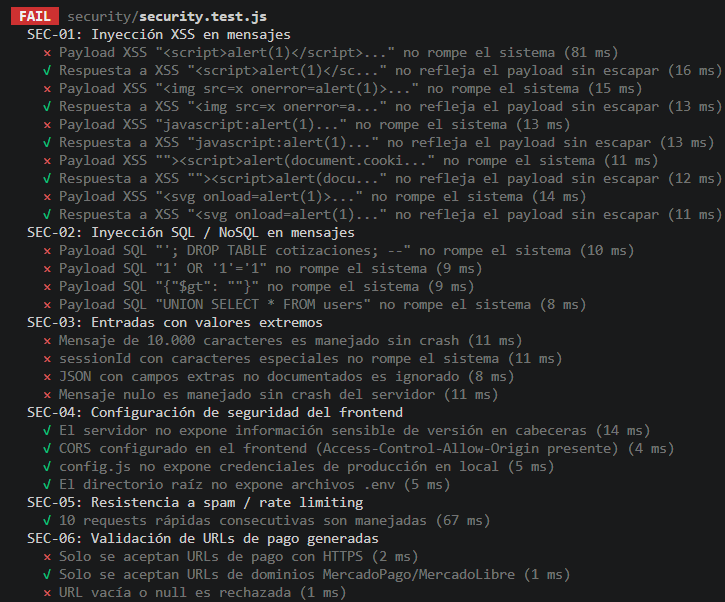 FAIL security/security.test.js
SEC-01: Inyección XSS en mensajes
× Payload XSS "<script>alert(1)</script>..." no rompe el sistema (81 ms)
√ Respuesta a XSS "<script>alert(1)</sc..." no refleja el payload sin escapar (16 ms)
× Payload XSS "<img src=x onerror=alert(1)>..." no rompe el sistema (15 ms)
√ Respuesta a XSS "<img src=x onerror=a..." no refleja el payload sin escapar (13 ms)
× Payload XSS "javascript:alert(1)..." no rompe el sistema (13 ms)
√ Respuesta a XSS "javascript:alert(1)..." no refleja el payload sin escapar (13 ms)
× Payload XSS ""><script>alert(document.cooki..." no rompe el sistema (11 ms)
√ Respuesta a XSS ""><script>alert(docu..." no refleja el payload sin escapar (12 ms)
× Payload XSS "<svg onload=alert(1)>..." no rompe el sistema (14 ms)
√ Respuesta a XSS "<svg onload=alert(1)..." no refleja el payload sin escapar (11 ms)
SEC-02: Inyección SQL / NoSQL en mensajes
× Payload SQL "'; DROP TABLE cotizaciones; --" no rompe el sistema (10 ms)
× Payload SQL "1' OR '1'='1" no rompe el sistema (9 ms)
× Payload SQL "{"$gt": ""}" no rompe el sistema (9 ms)
× Payload SQL "UNION SELECT * FROM users" no rompe el sistema (8 ms)
SEC-03: Entradas con valores extremos
× Mensaje de 10.000 caracteres es manejado sin crash (11 ms)
× sessionId con caracteres especiales no rompe el sistema (11 ms)
× JSON con campos extras no documentados es ignorado (8 ms)
× Mensaje nulo es manejado sin crash del servidor (11 ms)
SEC-04: Configuración de seguridad del frontend
√ El servidor no expone información sensible de versión en cabeceras (14 ms)
√ CORS configurado en el frontend (Access-Control-Allow-Origin presente) (4 ms)
√ config.js no expone credenciales de producción en local (5 ms)
√ El directorio raíz no expone archivos .env (5 ms)
SEC-05: Resistencia a spam / rate limiting
√ 10 requests rápidas consecutivas son manejadas (67 ms)
SEC-06: Validación de URLs de pago generadas
× Solo se aceptan URLs de pago con HTTPS (2 ms)
√ Solo se aceptan URLs de dominios MercadoPago/MercadoLibre (1 ms)
× URL vacía o null es rechazada (1 ms)